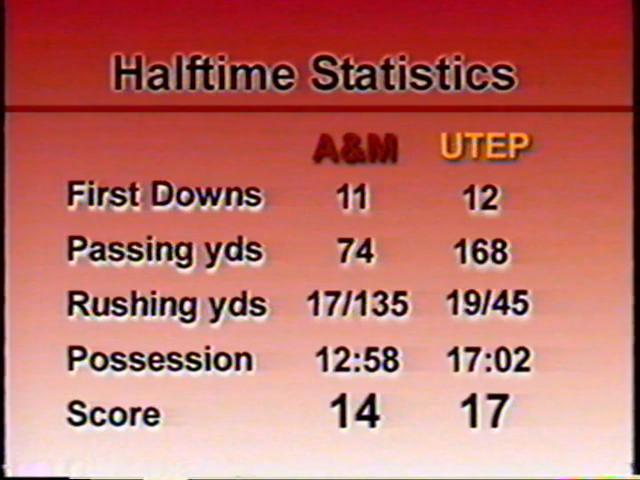 Halftime Statistics
A&M UTEP
First Downs 11 12
Passing yds 74 168
Rushing yds 17/135 19/45
Possession 12:58 17:02
Score 14 17